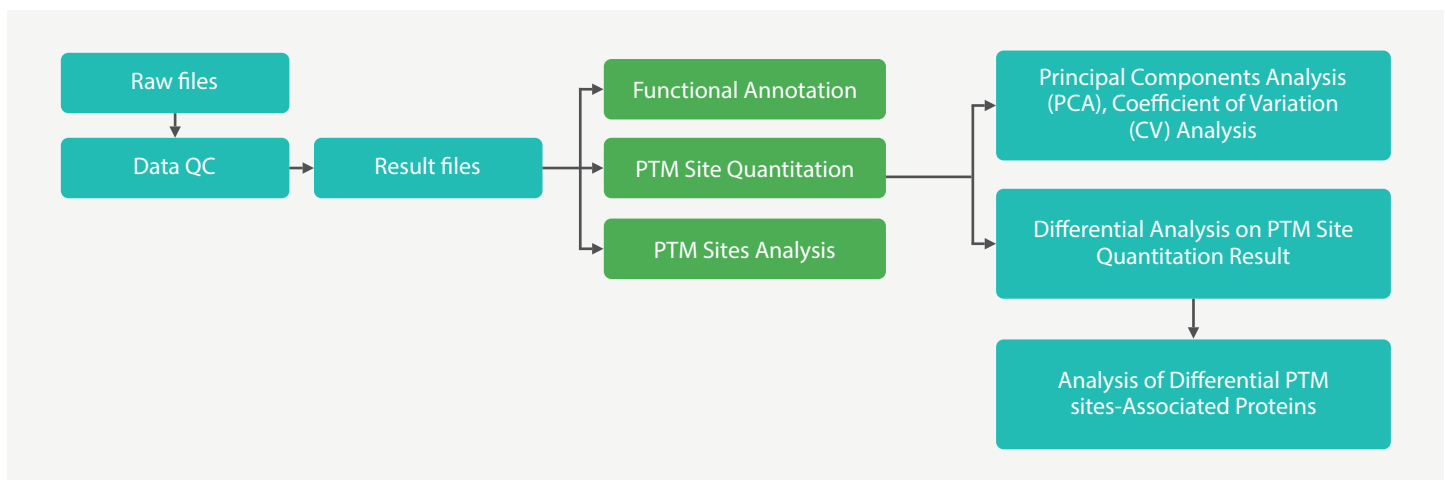 Raw files
Data QC
Result files
Functional Annotation
PTM Site Quantitation
PTM Sites Analysis
Principal Components Analysis
(PCA), Coefficient of Variation
(CV) Analysis
Differential Analysis on PTM Site
Quantitation Result
Analysis of Differential PTM
sites-Associated Proteins